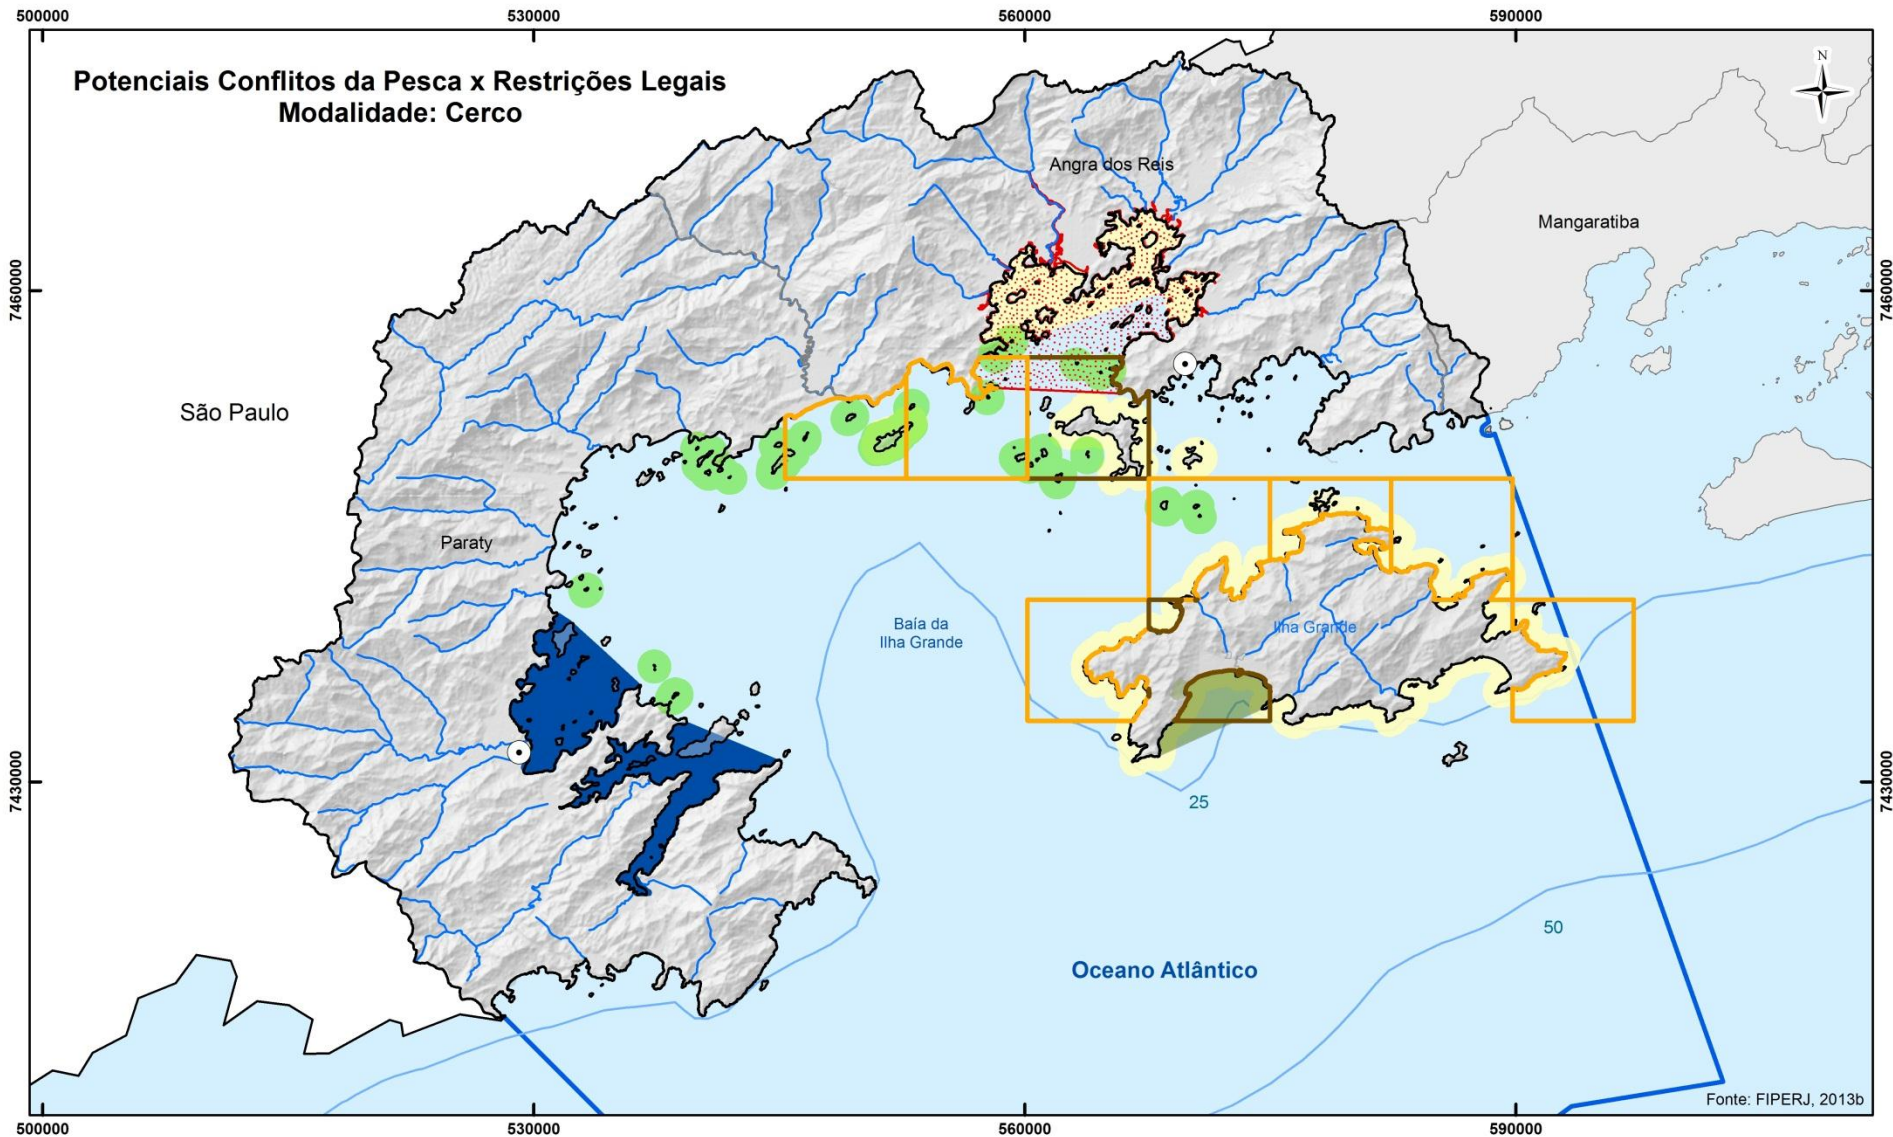 500000
530000
560000
590000
Potenciais Conflitos da Pesca x Restrições Legais
Modalidade: Cerco
N
Angra dos Reis
Mangaratiba
7460000
7460000
São Paulo
Paraty
Baía da
Ilha Grande
Ilha Grande
7430000
7430000
25
50
Oceano Atlântico
Fonte: FIPERJ, 2013b
500000
530000
560000
590000